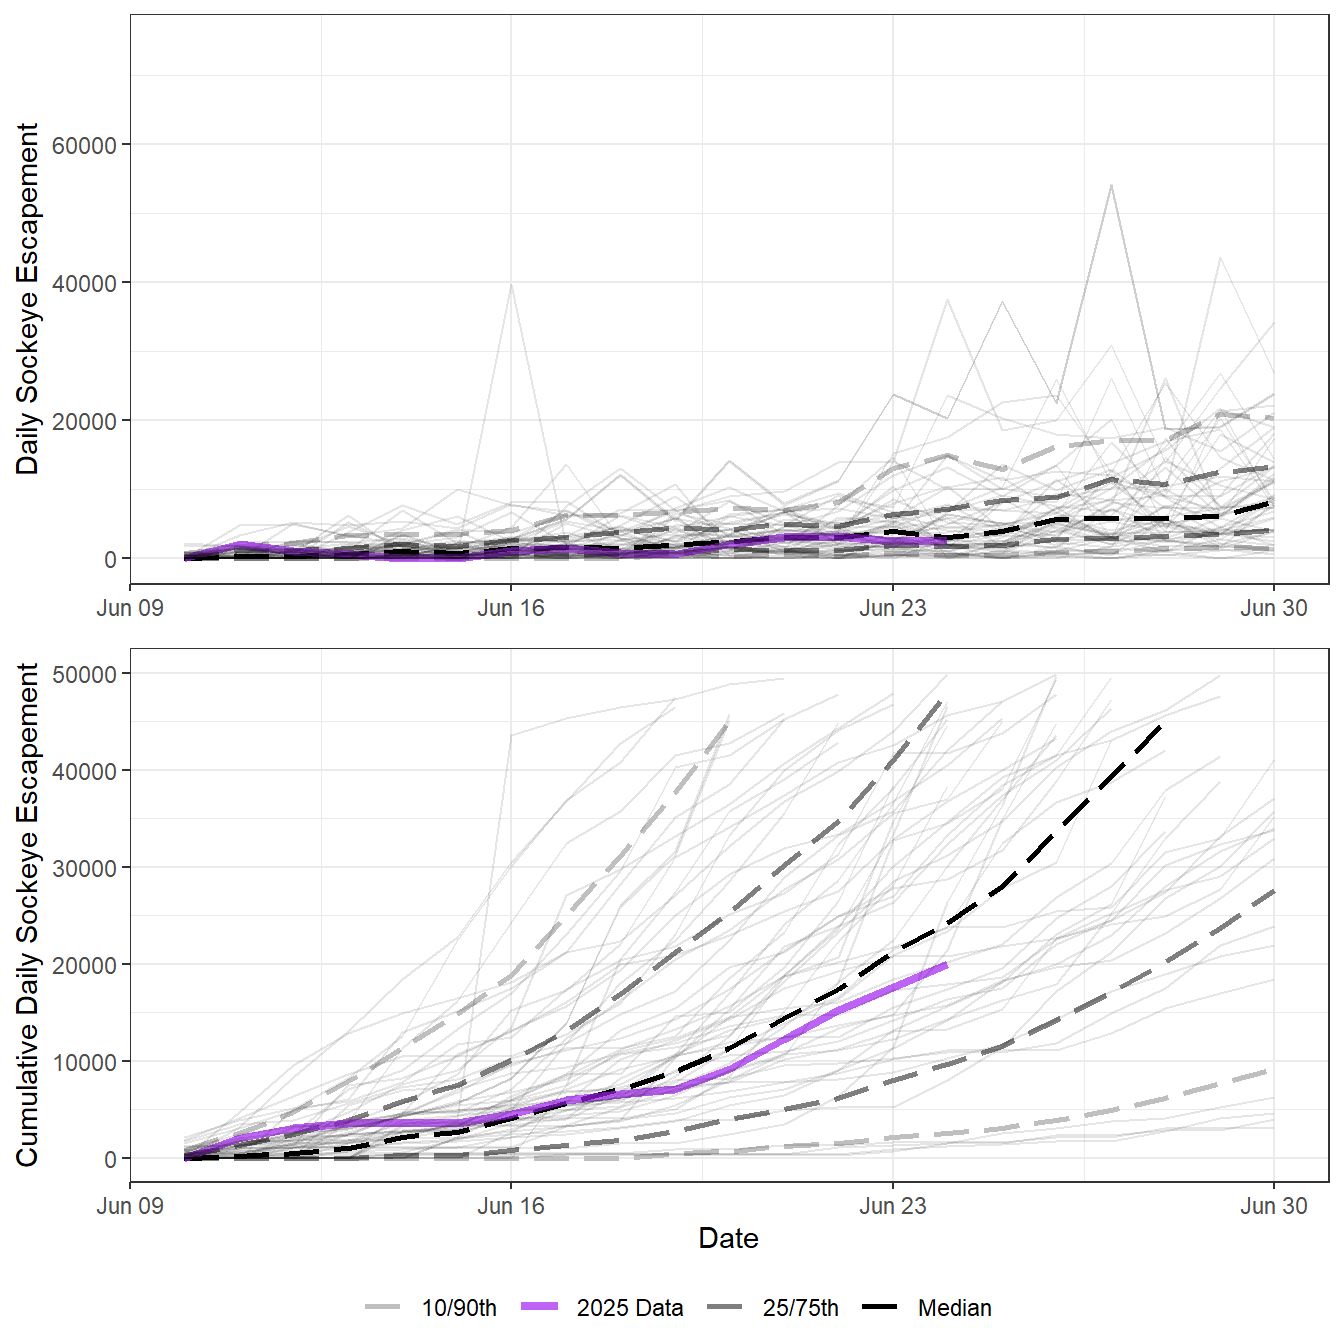 Daily Sockeye Escapement
60000
40000
20000
0
Jun 09 Jun 16 Jun 23 Jun 30
Cumulative Daily Sockeye Escapement
50000
40000
30000
20000
10000
0
Jun 09 Jun 16 Jun 23 Jun 30
Date
10/90th 2025 Data 25/75th Median